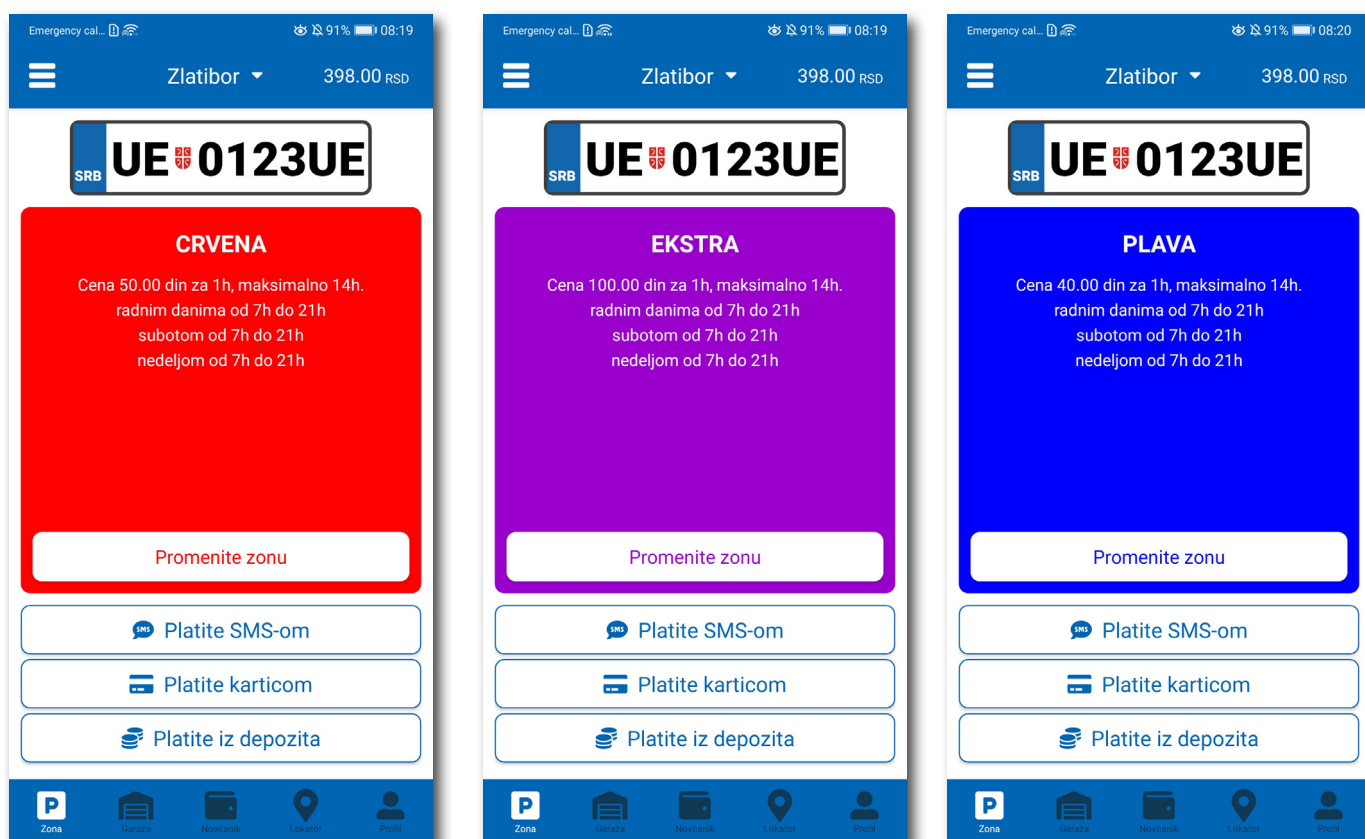 Emergency cal... 91% 08:19
Zlatibor 398.00 RSD
SRB UE 0123UE
CRVENA
Cena 50.00 din za 1h, maksimalno 14h.
radnim danima od 7h do 21h
subotom od 7h do 21h
nedeljom od 7h do 21h
Promenite zonu
SMS Platite SMS-om
Platite karticom
Platite iz depozita
P
Zona Garaža Novčanik Lokator Profil
Emergency cal... 91% 08:19
Zlatibor 398.00 RSD
SRB UE 0123UE
EKSTRA
Cena 100.00 din za 1h, maksimalno 14h.
radnim danima od 7h do 21h
subotom od 7h do 21h
nedeljom od 7h do 21h
Promenite zonu
SMS Platite SMS-om
Platite karticom
Platite iz depozita
P
Zona Garaža Novčanik Lokator Profil
Emergency cal... 91% 08:20
Zlatibor 398.00 RSD
SRB UE 0123UE
PLAVA
Cena 40.00 din za 1h, maksimalno 14h.
radnim danima od 7h do 21h
subotom od 7h do 21h
nedeljom od 7h do 21h
Promenite zonu
SMS Platite SMS-om
Platite karticom
Platite iz depozita
P
Zona Garaža Novčanik Lokator Profil